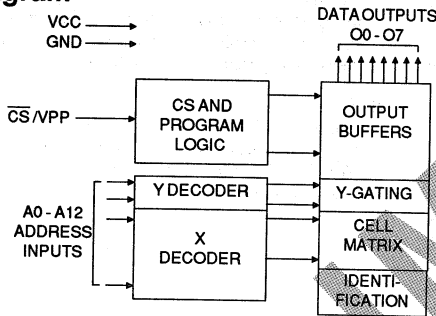 gram
VCC
GND
DATA OUTPUTS
O0 - O7
CS/VPP
CS AND
PROGRAM
LOGIC
OUTPUT
BUFFERS
Y DECODER
Y-GATING
A0 - A12
ADDRESS
INPUTS
X
DECODER
CELL
MATRIX
IDENTI-
FICATION